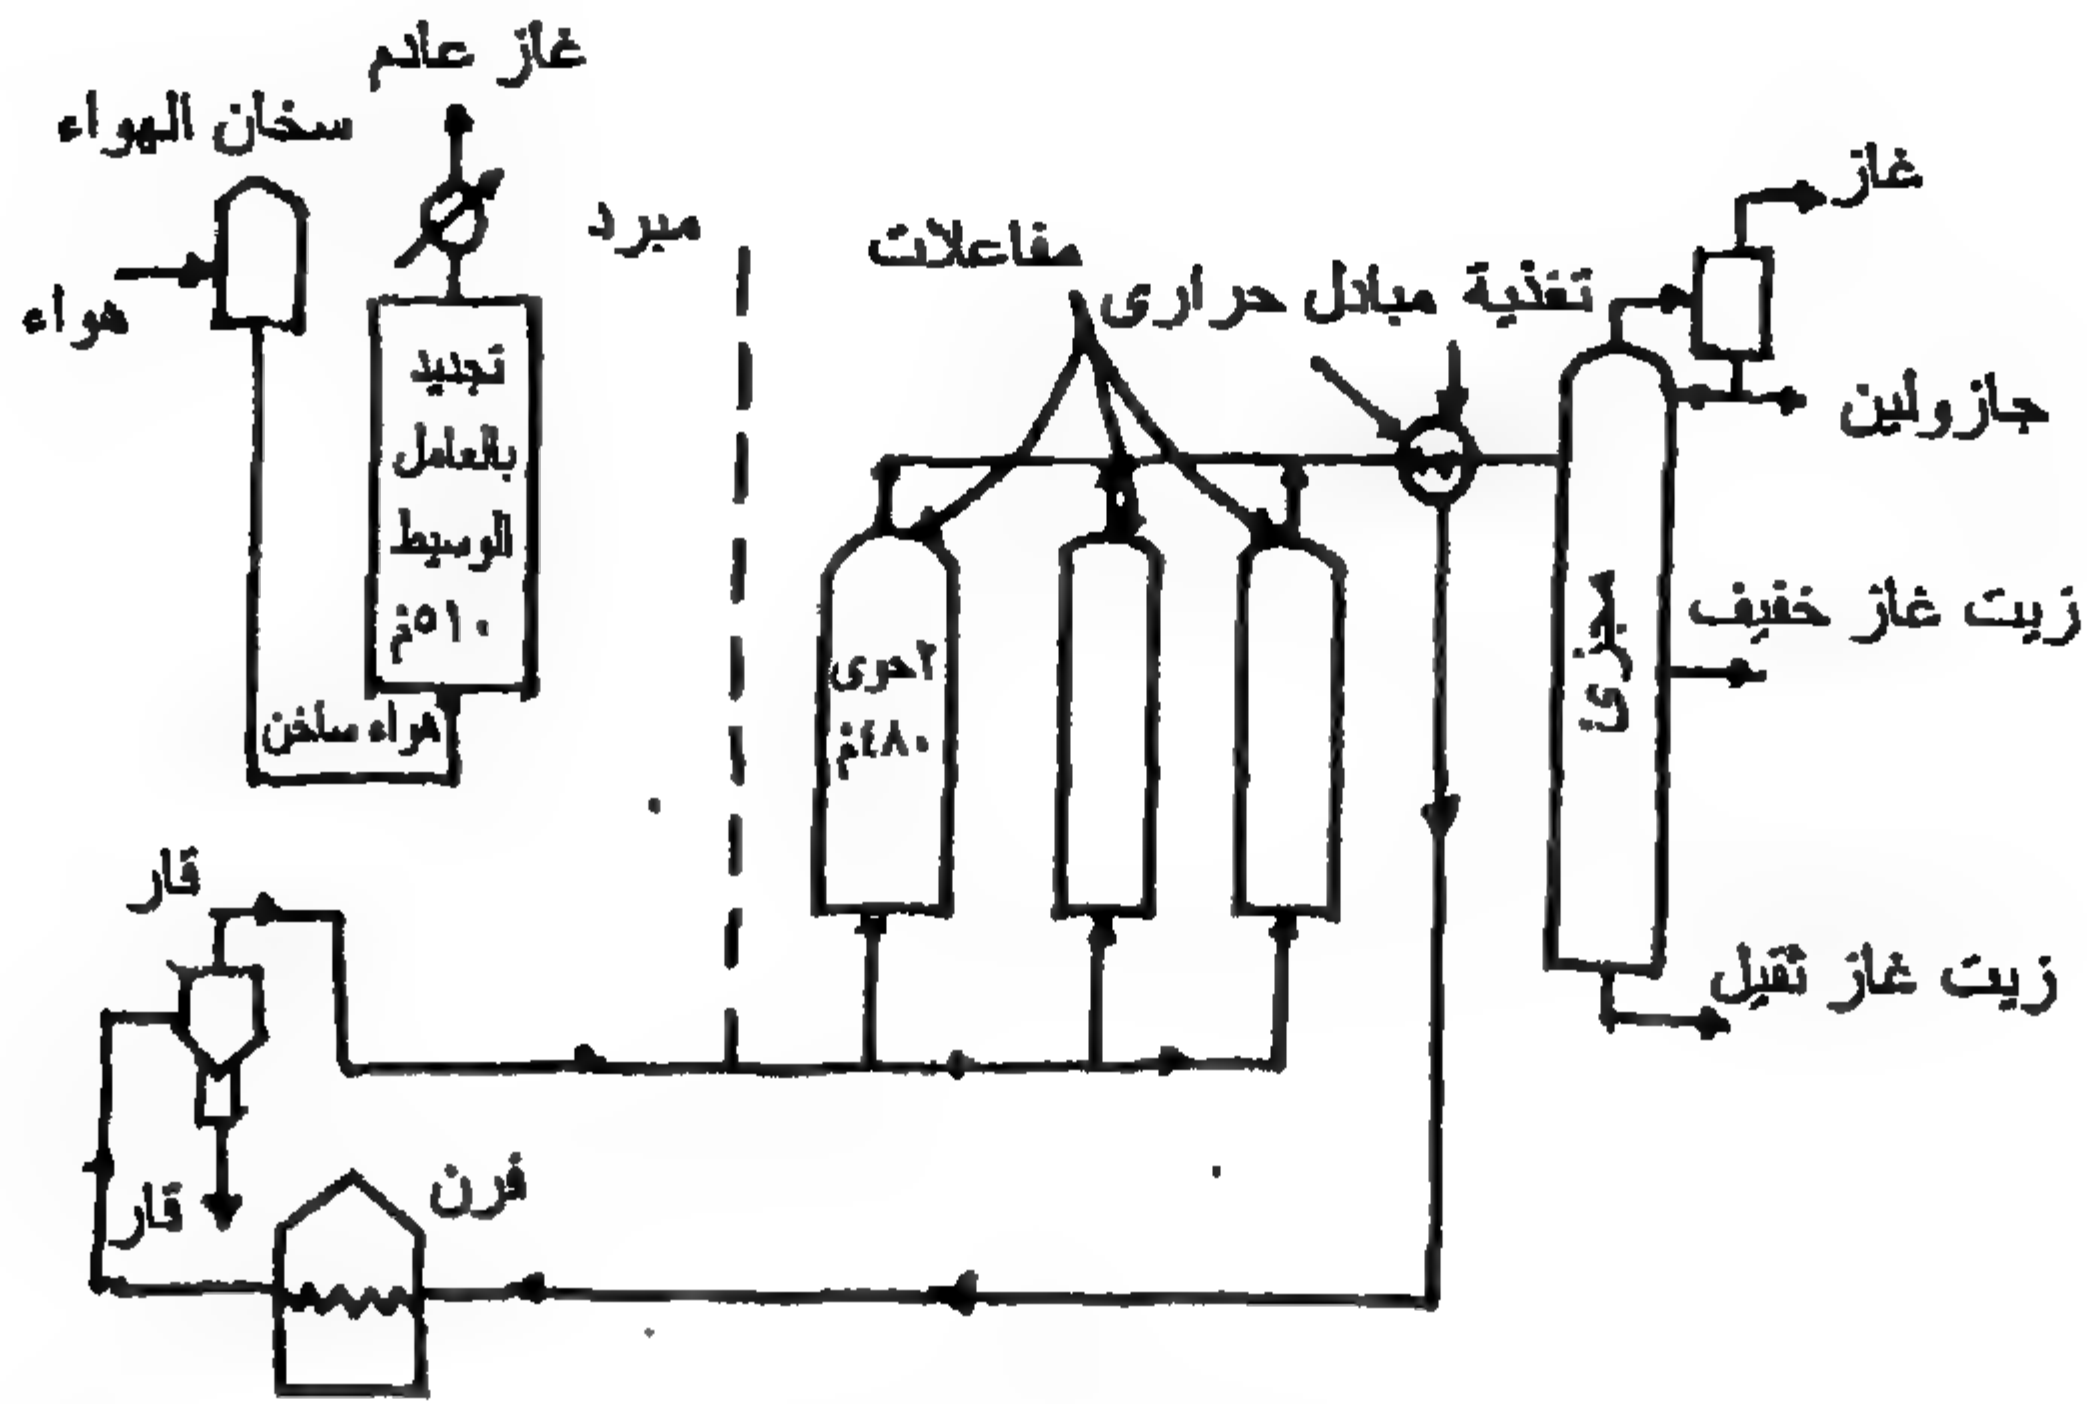 غاز عادم
سخان الهواء
هواء
مبرد
تجديد
بالعامل
الوسيط
٥١٠م°
هواء ساخن
مفاعلات
تغذية مبادل حرارى
غاز
جازولين
زيت غاز خفيف
مجزئ
زيت غاز ثقيل
٤٨٠م°
قار
قار
فرن